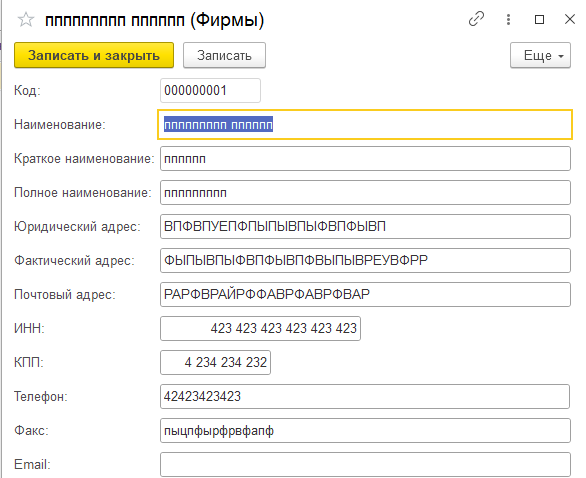 ппппппппп пппппп (Фирмы)
Записать и закрыть Записать Еще
Код: 000000001
Наименование: ппппппппп пппппп
Краткое наименование: пппппп
Полное наименование: ппппппппп
Юридический адрес: ВПФВПУЕПФПЫПЫВПЫФВПФЫВП
Фактический адрес: ФЫПЫВПЫФВПФЫВПФВЫПЫВРЕУВФРР
Почтовый адрес: РАРФВРАЙРФФАВРФАВРФВАР
ИНН: 423 423 423 423 423 423
КПП: 4 234 234 232
Телефон: 42423423423
Факс: пыцпфырфрвфапф
Email: